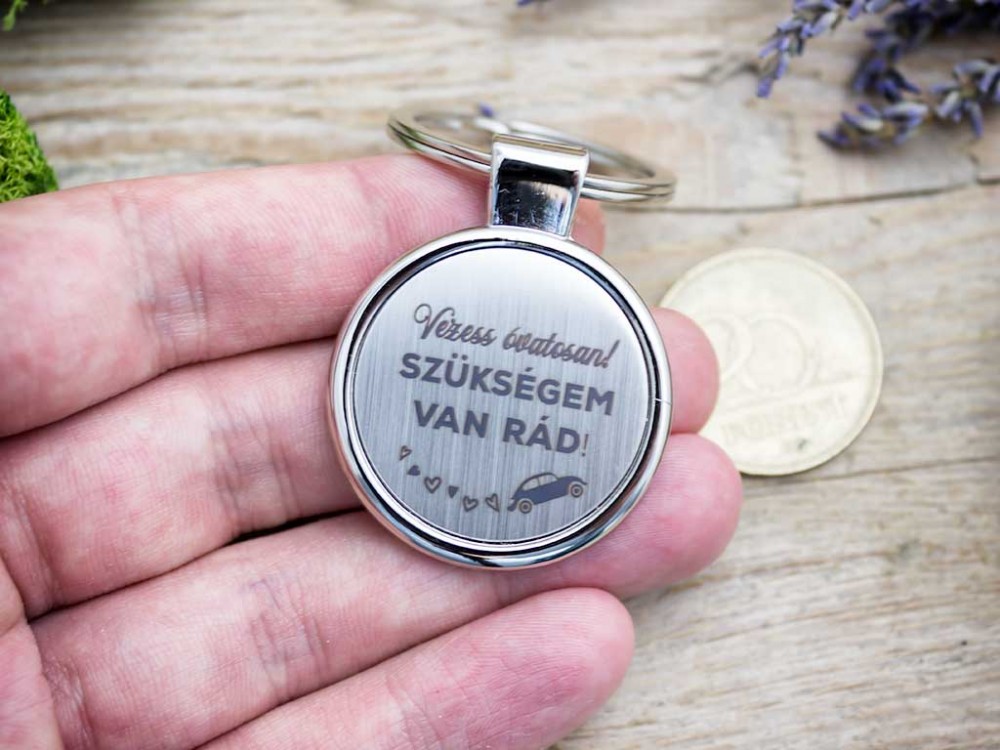 Vezess óvatosan!
SZÜKSÉGEM
VAN RÁD!